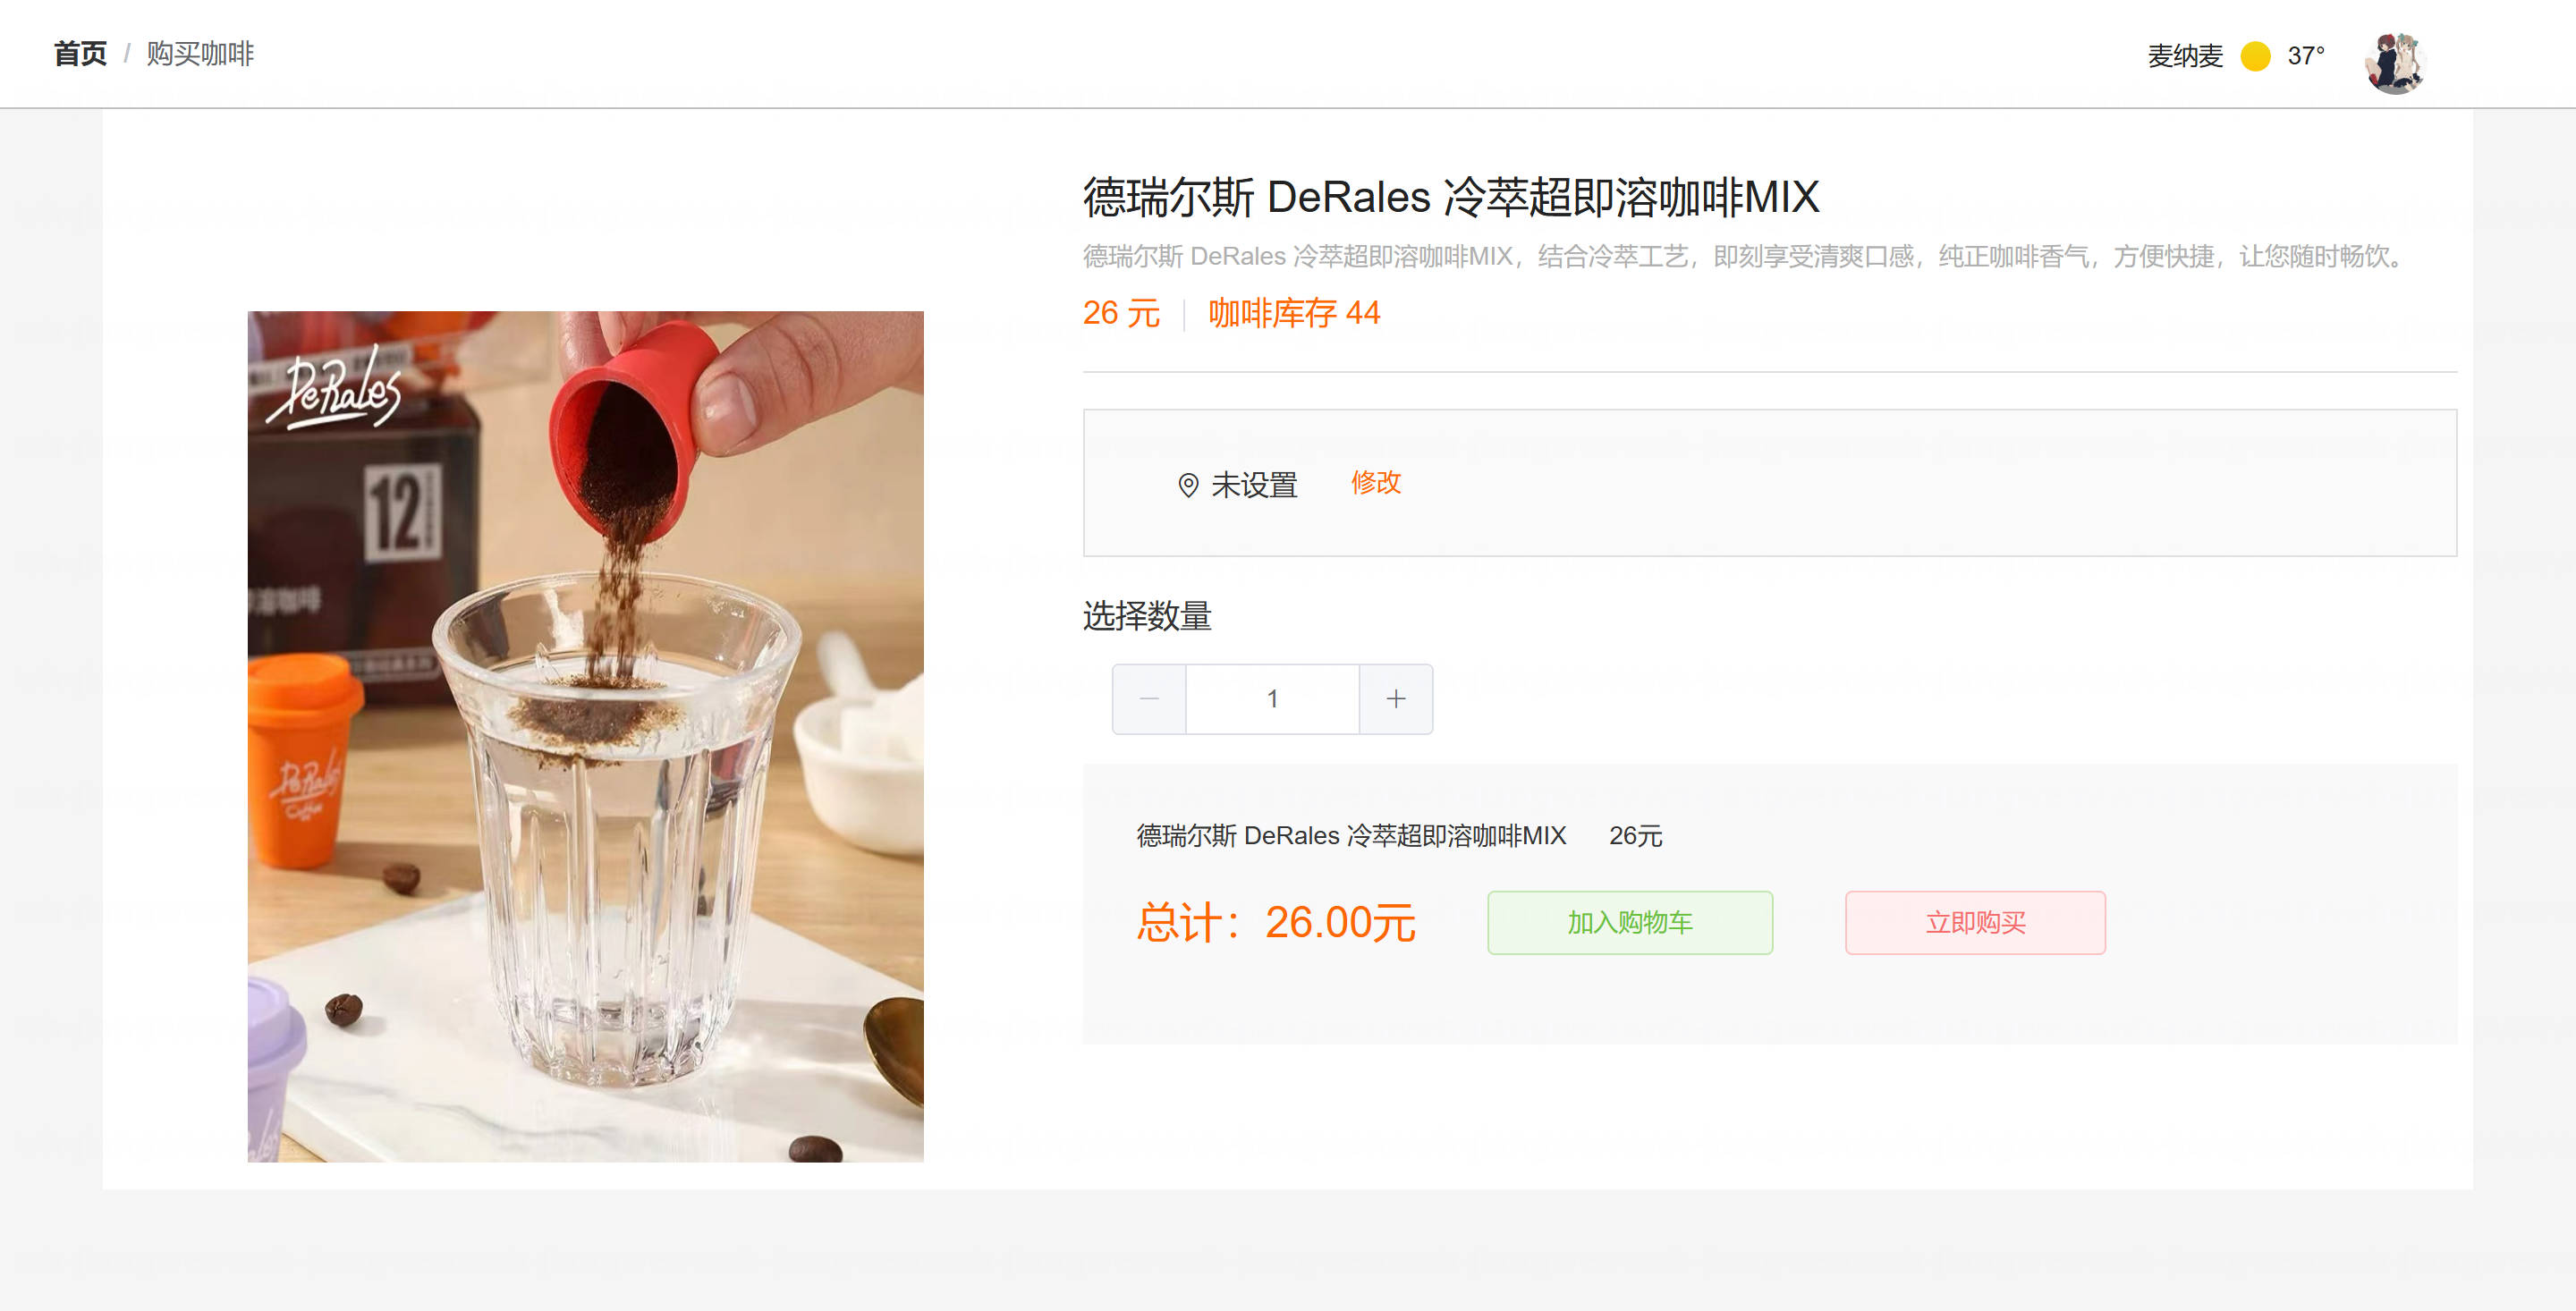 首页 / 购买咖啡
麦纳麦 37°
德瑞尔斯 DeRales 冷萃超即溶咖啡MIX
德瑞尔斯 DeRales 冷萃超即溶咖啡MIX，结合冷萃工艺，即刻享受清爽口感，纯正咖啡香气，方便快捷，让您随时畅饮。
26 元 咖啡库存 44
DeRales
12
溶咖啡
DeRales
Coffee
未设置 修改
选择数量
1
德瑞尔斯 DeRales 冷萃超即溶咖啡MIX 26元
总计：26.00元 加入购物车 立即购买